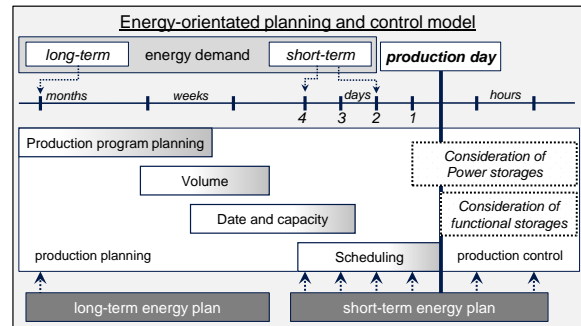 Energy-orientated planning and control model
long-term energy demand short-term production day
months weeks days hours
4 3 2 1
Production program planning
Consideration of
Power storages
Volume
Consideration of
functional storages
Date and capacity
Scheduling
production planning production control
long-term energy plan short-term energy plan